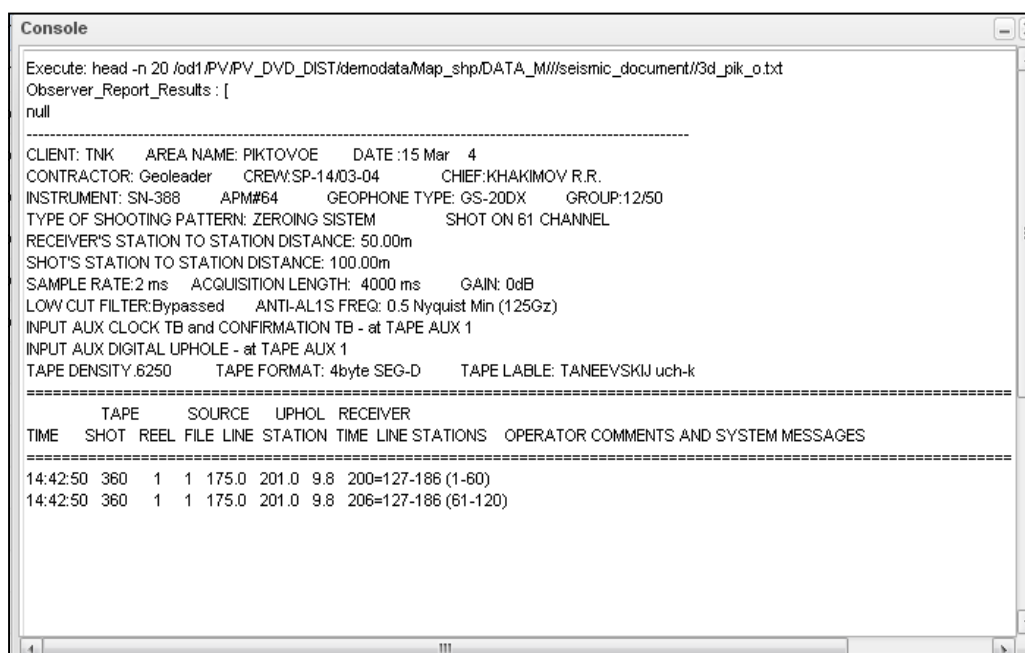 Console
Execute: head -n 20 /od1/PV/PV_DVD_DIST/demodata/Map_shp/DATA_M///seismic_document//3d_pik_o.txt
Observer_Report_Results : [
null
--------------------------------------------------------------------------------------------------------------------
CLIENT: TNK AREA NAME: PIKTOVOE DATE :15 Mar 4
CONTRACTOR: Geoleader CREW:SP-14/03-04 CHIEF:KHAKIMOV R.R.
INSTRUMENT: SN-388 APM#64 GEOPHONE TYPE: GS-20DX GROUP:12/50
TYPE OF SHOOTING PATTERN: ZEROING SISTEM SHOT ON 61 CHANNEL
RECEIVER'S STATION TO STATION DISTANCE: 50.00m
SHOT'S STATION TO STATION DISTANCE: 100.00m
SAMPLE RATE:2 ms ACQUISITION LENGTH: 4000 ms GAIN: 0dB
LOW CUT FILTER:Bypassed ANTI-AL1S FREQ: 0.5 Nyquist Min (125Gz)
INPUT AUX CLOCK TB and CONFIRMATION TB - at TAPE AUX 1
INPUT AUX DIGITAL UPHOLE - at TAPE AUX 1
TAPE DENSITY.6250 TAPE FORMAT: 4byte SEG-D TAPE LABLE: TANEEVSKIJ uch-k
====================================================================================================
TAPE SOURCE UPHOL RECEIVER
TIME SHOT REEL FILE LINE STATION TIME LINE STATIONS OPERATOR COMMENTS AND SYSTEM MESSAGES
====================================================================================================
14:42:50 360 1 1 175.0 201.0 9.8 200=127-186 (1-60)
14:42:50 360 1 1 175.0 201.0 9.8 206=127-186 (61-120)